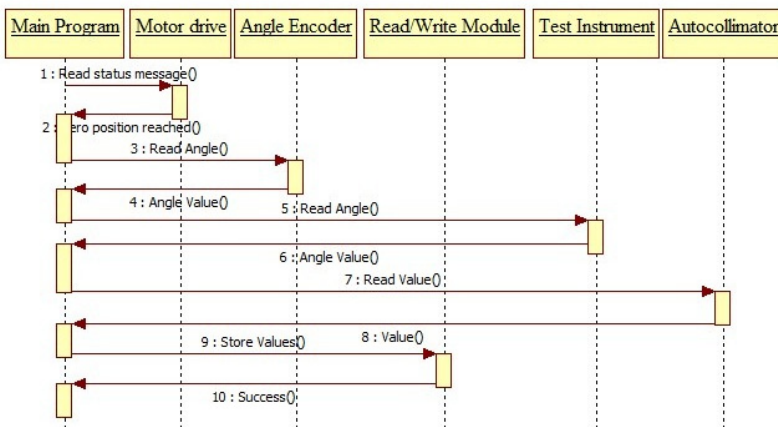 Main Program
Motor drive
Angle Encoder
Read/Write Module
Test Instrument
Autocollimator
1 : Read status message()
2 : Zero position reached()
3 : Read Angle()
4 : Angle Value()
5 : Read Angle()
6 : Angle Value()
7 : Read Value()
8 : Value()
9 : Store Values()
10 : Success()